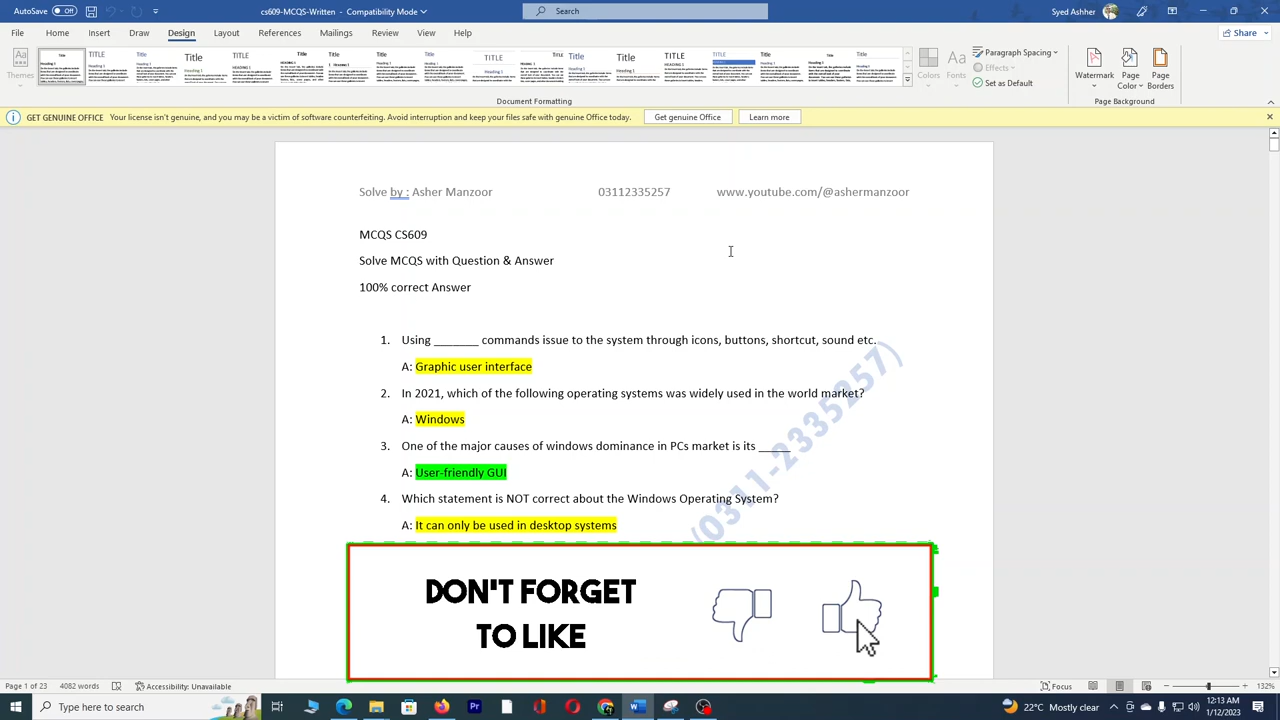 cs609-MCQS-Written - Compatibility Mode
Search
Syed Ashher
File Home Insert Draw Design Layout References Mailings Review View Help
Share
Themes
Colors
Fonts
Paragraph Spacing
Effects
Set as Default
Watermark
Page Color
Page Borders
Document Formatting
Page Background
GET GENUINE OFFICE Your license isn't genuine, and you may be a victim of software counterfeiting. Avoid interruption and keep your files safe with genuine Office today. Get genuine Office Learn more
Solve by : Asher Manzoor 03112335257 www.youtube.com/@ashermanzoor
MCQS CS609
Solve MCQS with Question & Answer
100% correct Answer
1. Using _______ commands issue to the system through icons, buttons, shortcut, sound etc.
A: Graphic user interface
2. In 2021, which of the following operating systems was widely used in the world market?
A: Windows
3. One of the major causes of windows dominance in PCs market is its _____
A: User-friendly GUI
4. Which statement is NOT correct about the Windows Operating System?
A: It can only be used in desktop systems
(0311-2335257)
DON'T FORGET
TO LIKE
Page 1 of 23 4082 words Accessibility: Unavailable Focus 132%
Type here to search
22°C Mostly clear
12:13 AM
1/12/2023